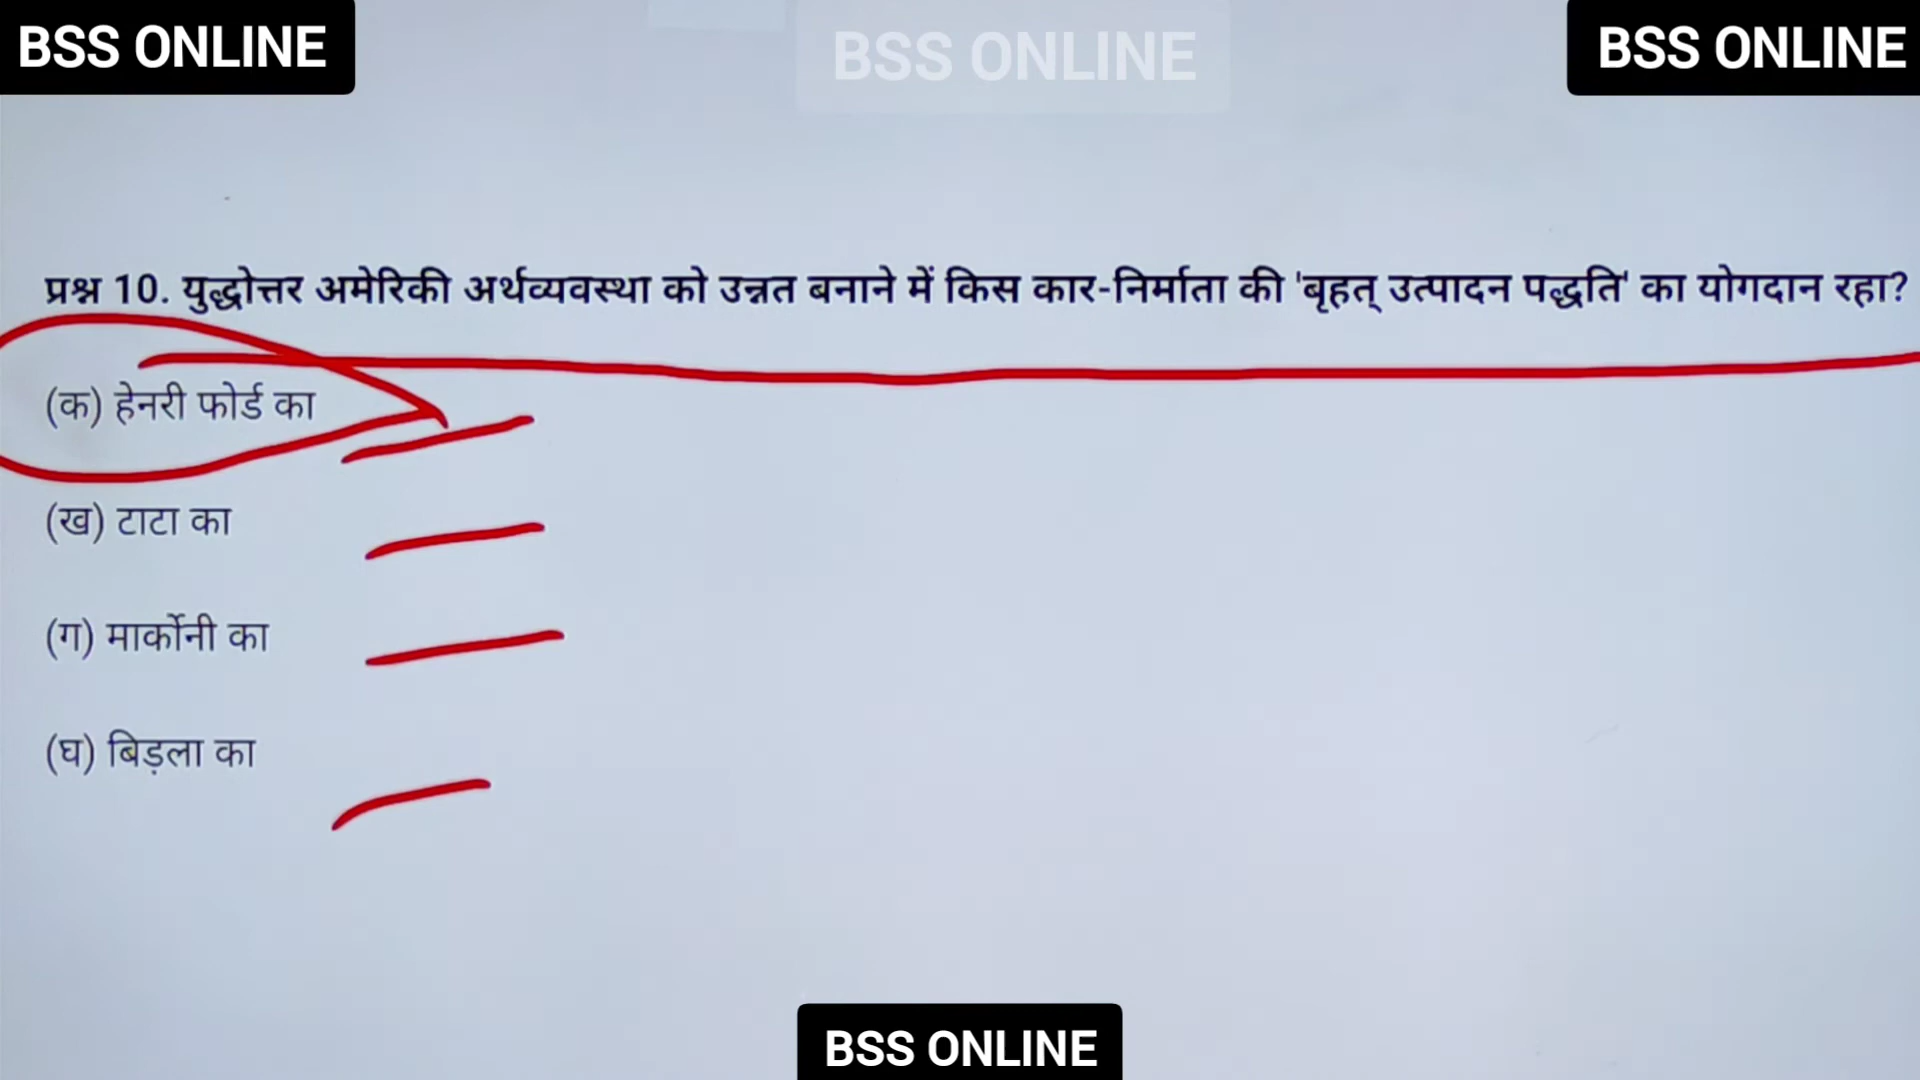 BSS ONLINE
BSS ONLINE
BSS ONLINE
प्रश्न 10. युद्धोत्तर अमेरिकी अर्थव्यवस्था को उन्नत बनाने में किस कार-निर्माता की 'बृहत् उत्पादन पद्धति' का योगदान रहा?
(क) हेनरी फोर्ड का
(ख) टाटा का
(ग) मार्कोनी का
(घ) बिड़ला का
BSS ONLINE